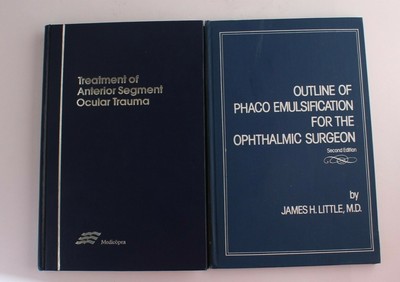 Treatment of
Anterior Segment
Ocular Trauma
Medicöpea
OUTLINE OF
PHACO EMULSIFICATION
FOR THE
OPHTHALMIC SURGEON
Second Edition
by
JAMES H. LITTLE, M.D.